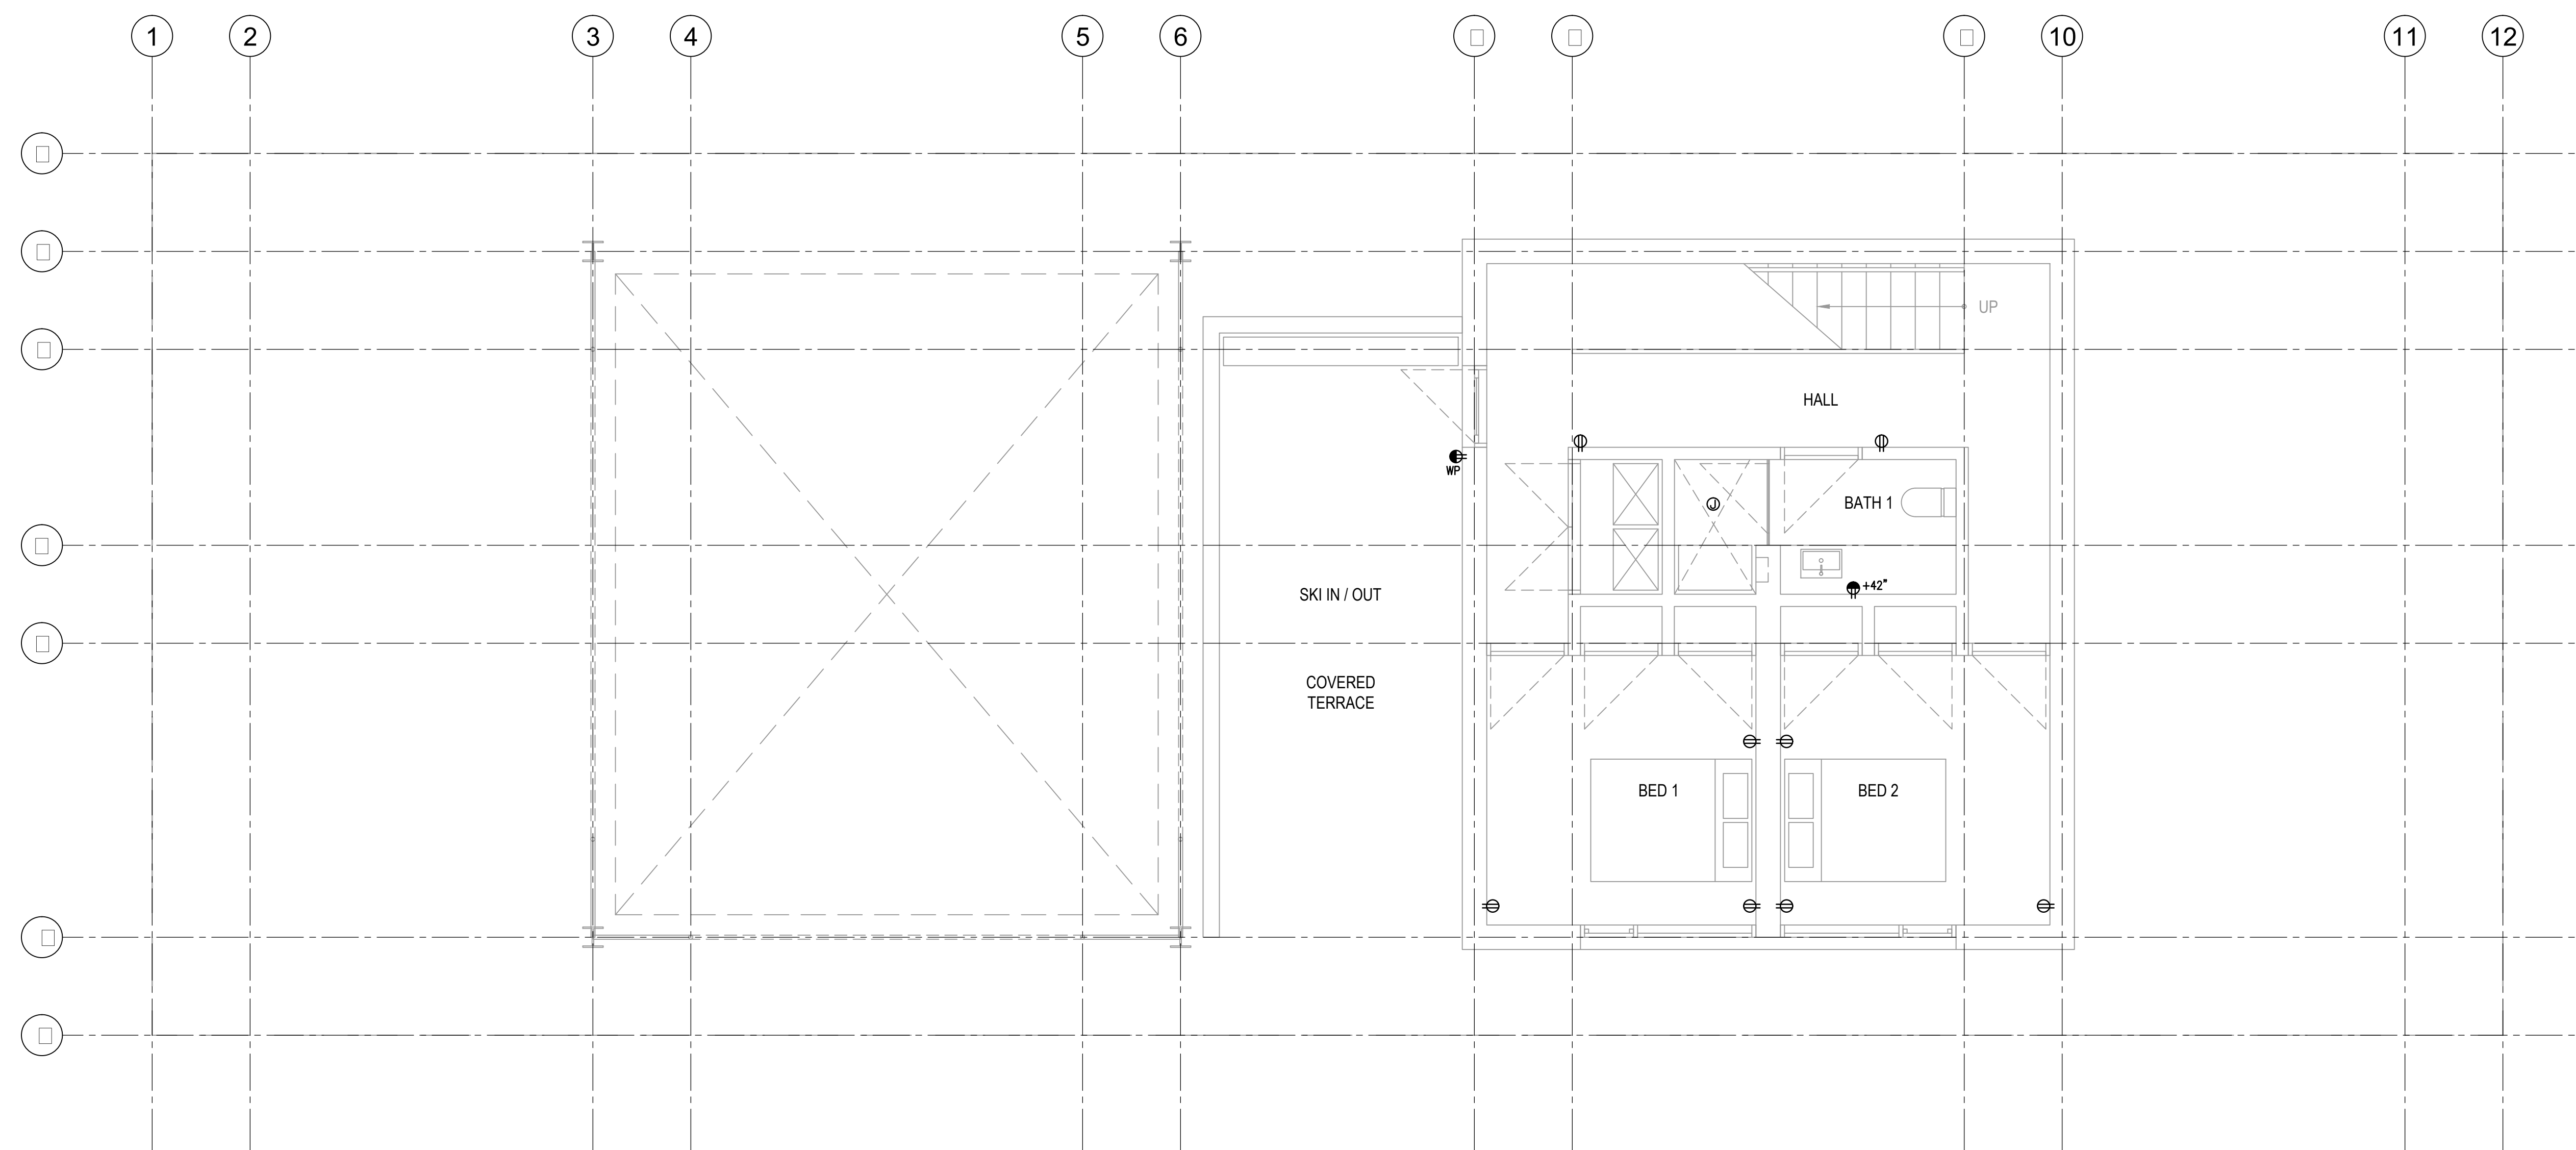 1 2 3 4 5 6 10 11 12
UP
HALL
WP
BATH 1
J
+42"
SKI IN / OUT
COVERED
TERRACE
BED 1
BED 2